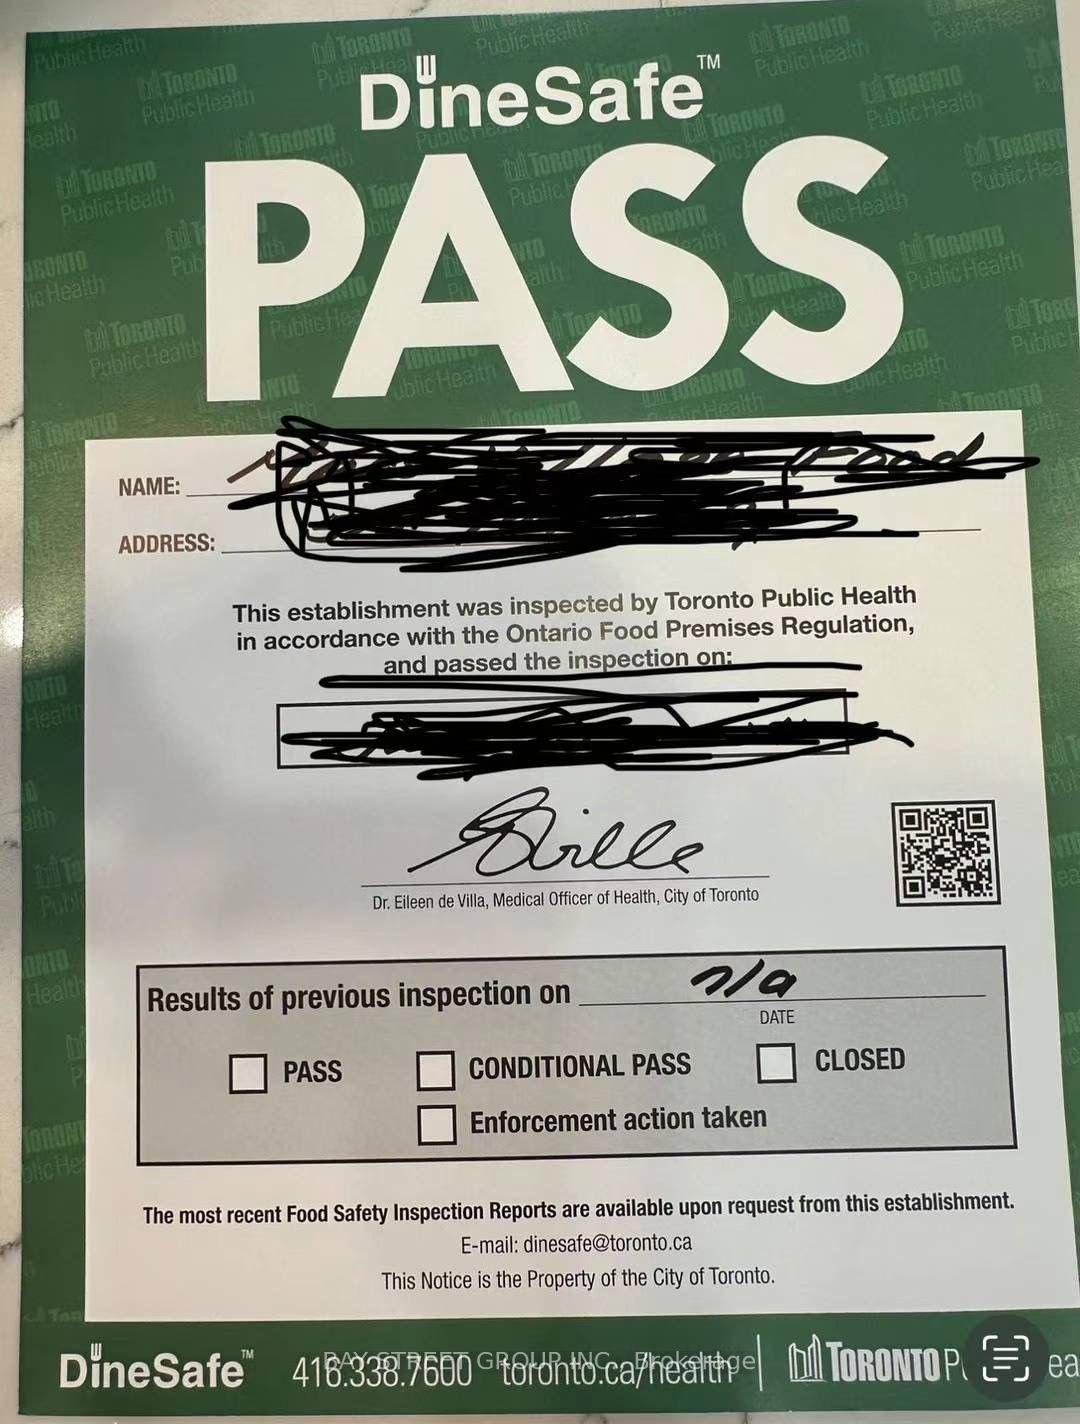 DineSafe™
PASS
NAME: Food
ADDRESS:
This establishment was inspected by Toronto Public Health
in accordance with the Ontario Food Premises Regulation,
and passed the inspection on:
Dr. Eileen de Villa, Medical Officer of Health, City of Toronto
Results of previous inspection on n/a
DATE
PASS CONDITIONAL PASS CLOSED
Enforcement action taken
The most recent Food Safety Inspection Reports are available upon request from this establishment.
E-mail: dinesafe@toronto.ca
This Notice is the Property of the City of Toronto.
DineSafe™ 416.338.7600 toronto.ca/health TORONTO
BAY STREET GROUP INC., Brokerage